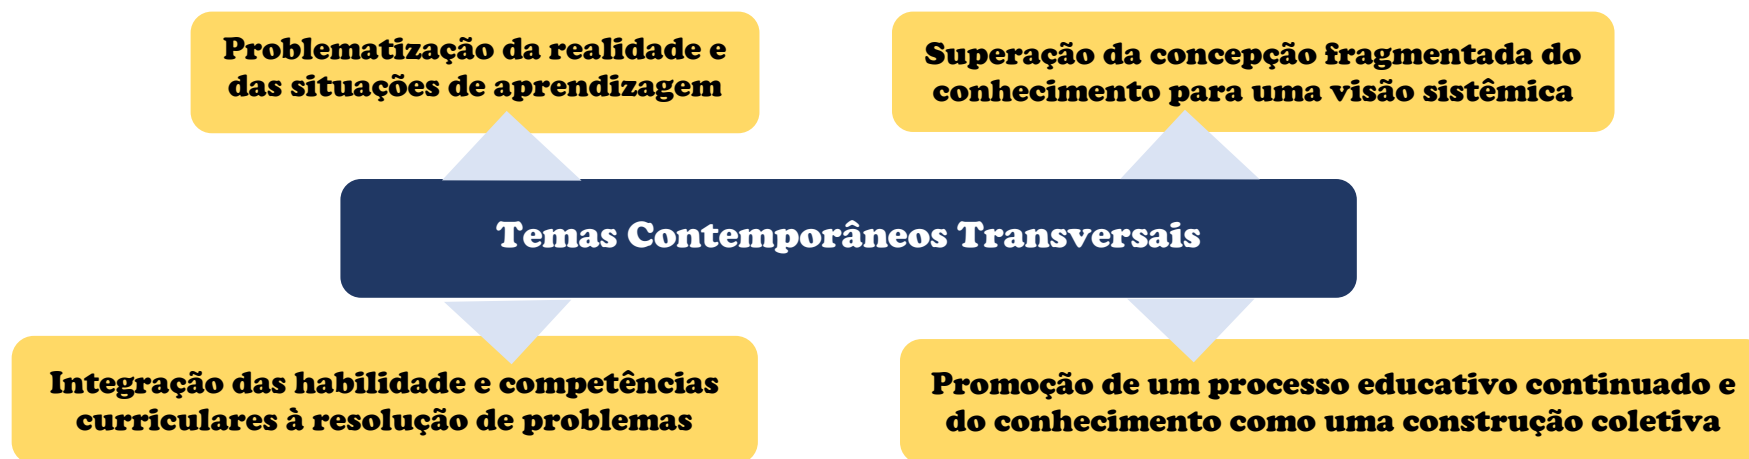 Problematização da realidade e
das situações de aprendizagem
Superação da concepção fragmentada do
conhecimento para uma visão sistêmica
Temas Contemporâneos Transversais
Integração das habilidade e competências
curriculares à resolução de problemas
Promoção de um processo educativo continuado e
do conhecimento como uma construção coletiva